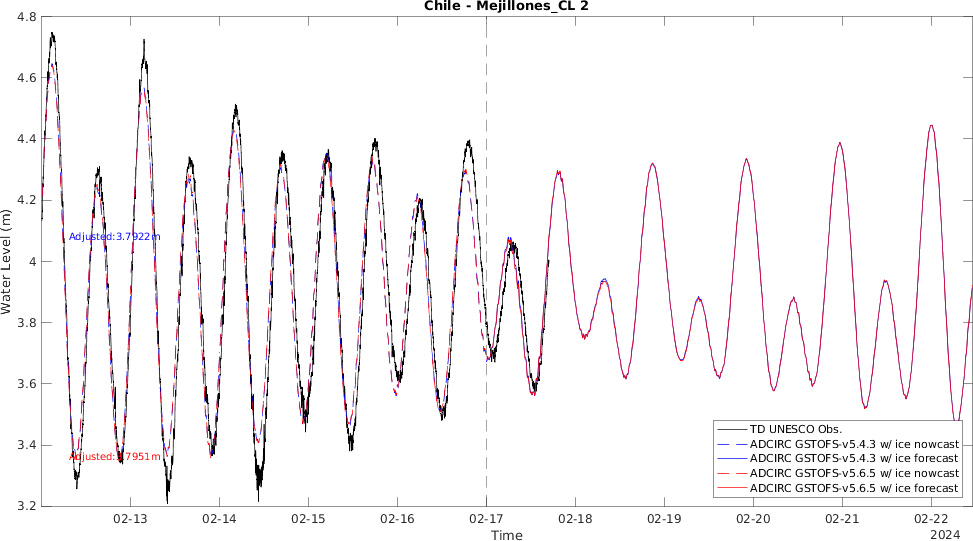 Chile - Mejillones_CL 2
4.8
4.6
4.4
4.2
4
3.8
3.6
3.4
3.2
Water Level (m)
Adjusted:3.7922m
Adjusted:3.7951m
TD UNESCO Obs.
ADCIRC GSTOFS-v5.4.3 w/ ice nowcast
ADCIRC GSTOFS-v5.4.3 w/ ice forecast
ADCIRC GSTOFS-v5.6.5 w/ ice nowcast
ADCIRC GSTOFS-v5.6.5 w/ ice forecast
02-13 02-14 02-15 02-16 02-17 02-18 02-19 02-20 02-21 02-22
Time
2024